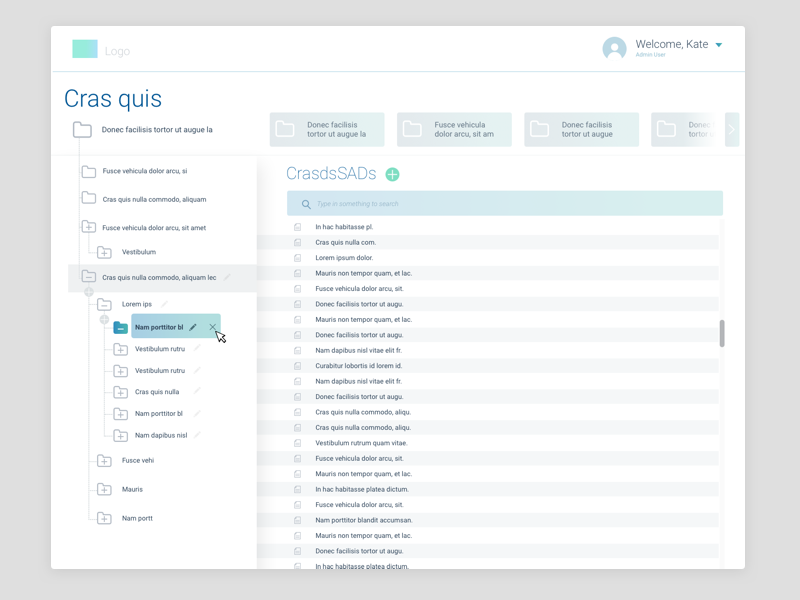 Logo
Welcome, Kate
Admin User
Cras quis
Donec facilisis tortor ut augue la
Donec facilisis
tortor ut augue la
Fusce vehicula
dolor arcu, sit am
Donec facilisis
tortor ut augue
Donec
tortor u
Fusce vehicula dolor arcu, si
Cras quis nulla commodo, aliquam
Fusce vehicula dolor arcu, sit amet
Vestibulum
Cras quis nulla commodo, aliquam lec
Lorem ips
Nam porttitor bl
Vestibulum rutru
Vestibulum rutru
Cras quis nulla
Nam porttitor bl
Nam dapibus nisl
Fusce vehi
Mauris
Nam portt
CrasdsSADs
Type in something to search
In hac habitasse pl.
Cras quis nulla com.
Lorem ipsum dolor.
Mauris non tempor quam, et lac.
Fusce vehicula dolor arcu, sit.
Donec facilisis tortor ut augu.
Mauris non tempor quam, et lac.
Donec facilisis tortor ut augu.
Nam dapibus nisl vitae elit fr.
Curabitur lobortis id lorem id.
Nam dapibus nisl vitae elit fr.
Donec facilisis tortor ut augu.
Cras quis nulla commodo, aliqu.
Cras quis nulla commodo, aliqu.
Vestibulum rutrum quam vitae.
Fusce vehicula dolor arcu, sit.
Mauris non tempor quam, et lac.
In hac habitasse platea dictum.
Fusce vehicula dolor arcu, sit.
Nam porttitor blandit accumsan.
Mauris non tempor quam, et lac.
Donec facilisis tortor ut augu.
In hac habitasse platea dictum.